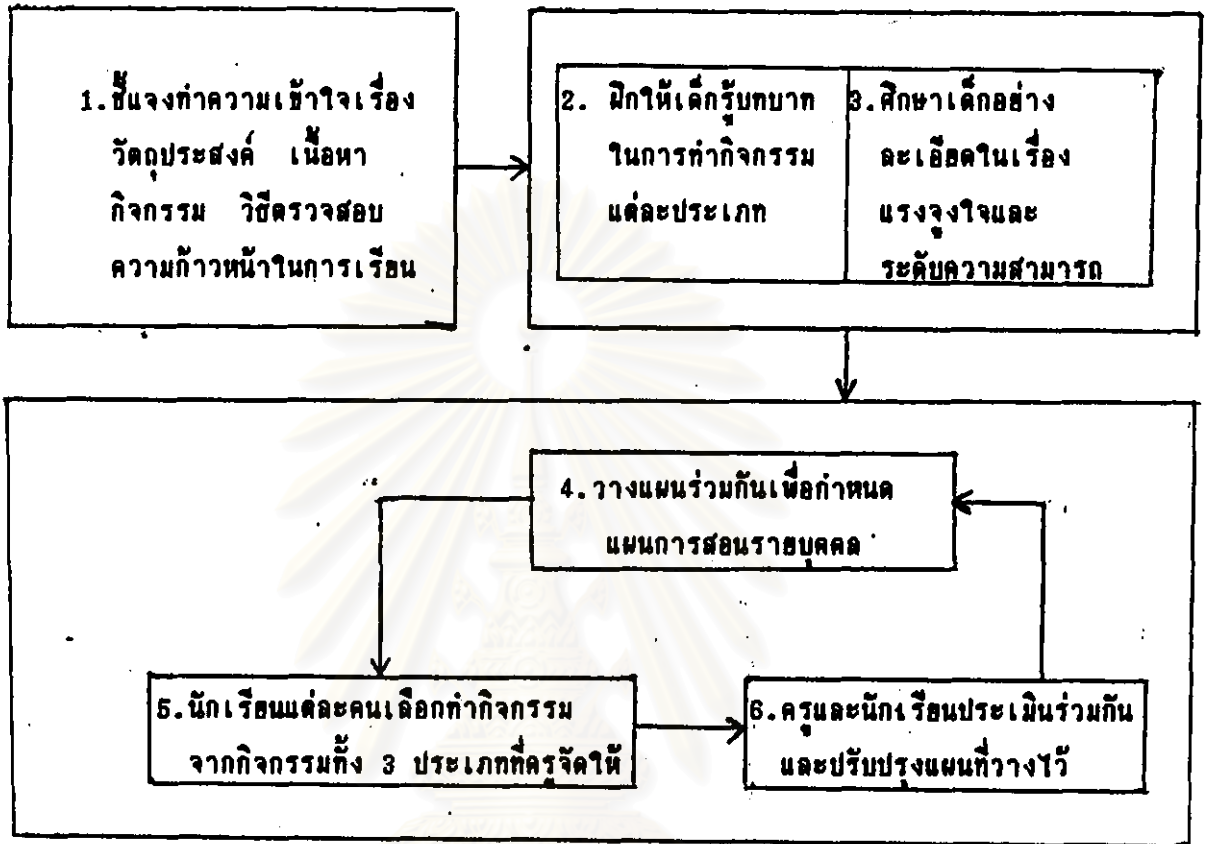 1.ชี้แจงทำความเข้าใจเรื่อง
วัตถุประสงค์ เนื้อหา
กิจกรรม วิธีตรวจสอบ
ความก้าวหน้าในการเรียน
2. ฝึกให้เด็กรู้บทบาท
ในการทำกิจกรรม
แต่ละประเภท
3.ศึกษาเด็กอย่าง
ละเอียดในเรื่อง
แรงจูงใจและ
ระดับความสามารถ
4.วางแผนร่วมกันเพื่อกำหนด
แผนการสอนรายบุคคล
5.นักเรียนแต่ละคนเลือกทำกิจกรรม
จากกิจกรรมทั้ง 3 ประเภทที่ครูจัดให้
6.ครูและนักเรียนประเมินร่วมกัน
และปรับปรุงแผนที่วางไว้